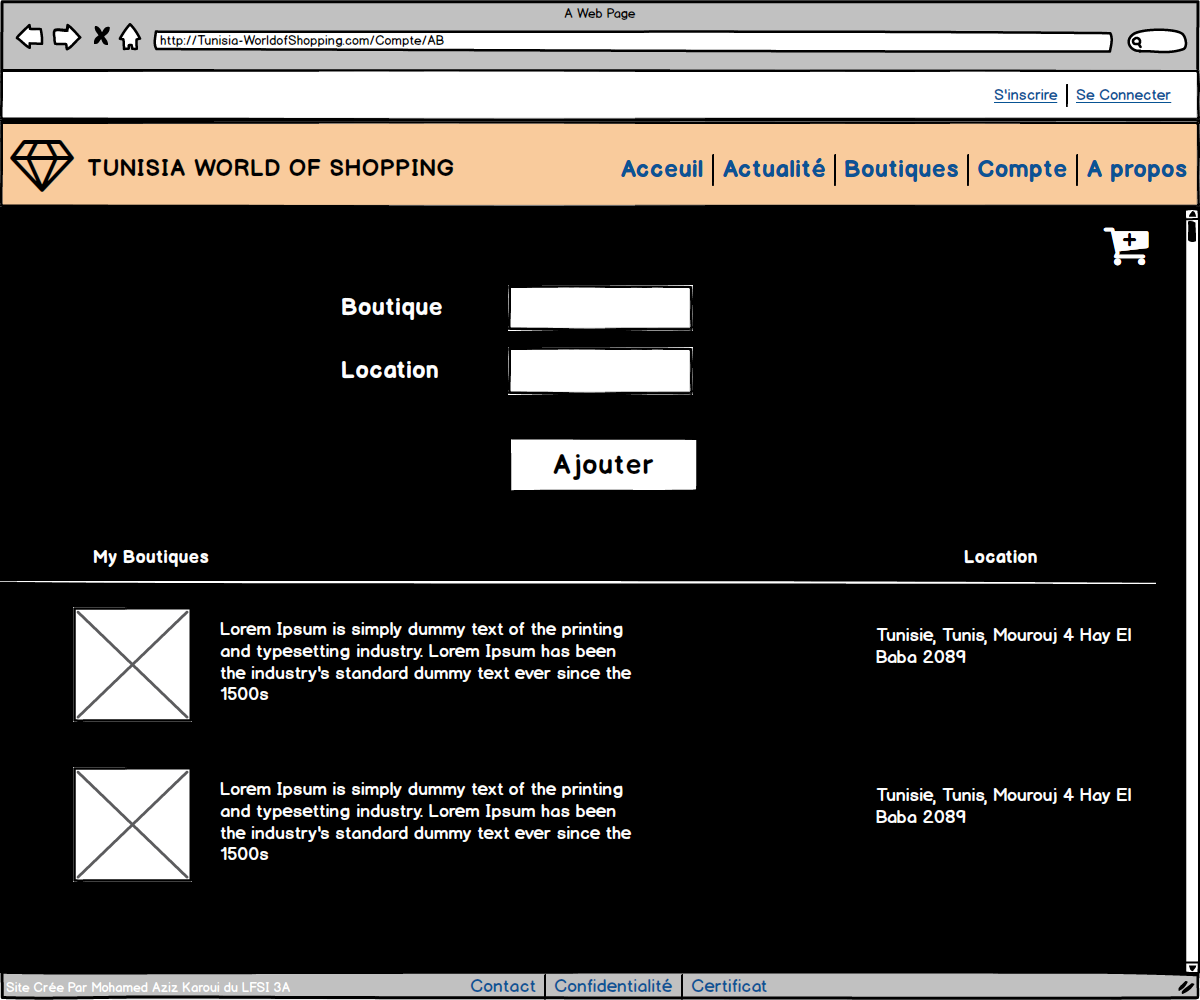 A Web Page
http://Tunisia-WorldofShopping.com/Compte/AB
S'inscrire Se Connecter
TUNISIA WORLD OF SHOPPING
Acceuil Actualité Boutiques Compte A propos
Boutique
Location
Ajouter
My Boutiques Location
Lorem Ipsum is simply dummy text of the printing
and typesetting industry. Lorem Ipsum has been
the industry's standard dummy text ever since the
1500s
Tunisie, Tunis, Mourouj 4 Hay El
Baba 2089
Lorem Ipsum is simply dummy text of the printing
and typesetting industry. Lorem Ipsum has been
the industry's standard dummy text ever since the
1500s
Tunisie, Tunis, Mourouj 4 Hay El
Baba 2089
Site Crée Par Mohamed Aziz Karoui du LFSI 3A
Contact Confidentialité Certificat